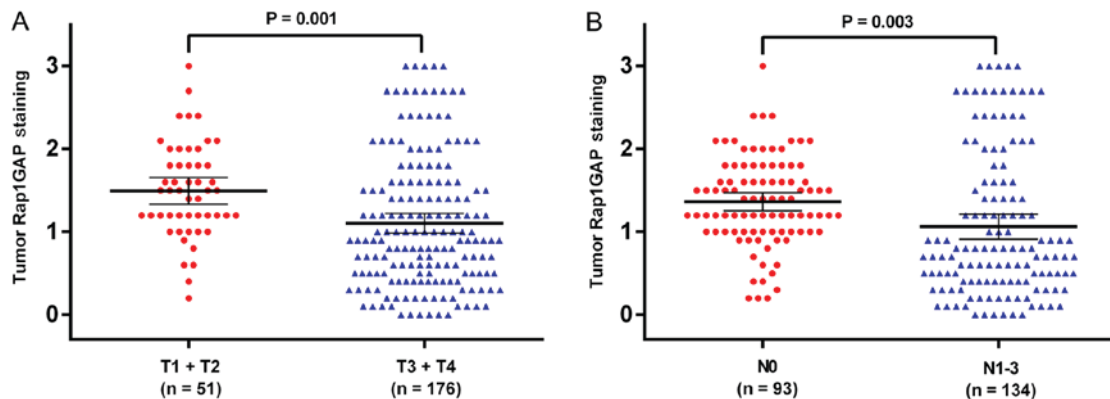 A
P = 0.001
Tumor Rap1GAP staining
3
2
1
0
T1 + T2
(n = 51)
T3 + T4
(n = 176)
B
P = 0.003
Tumor Rap1GAP staining
3
2
1
0
N0
(n = 93)
N1-3
(n = 134)